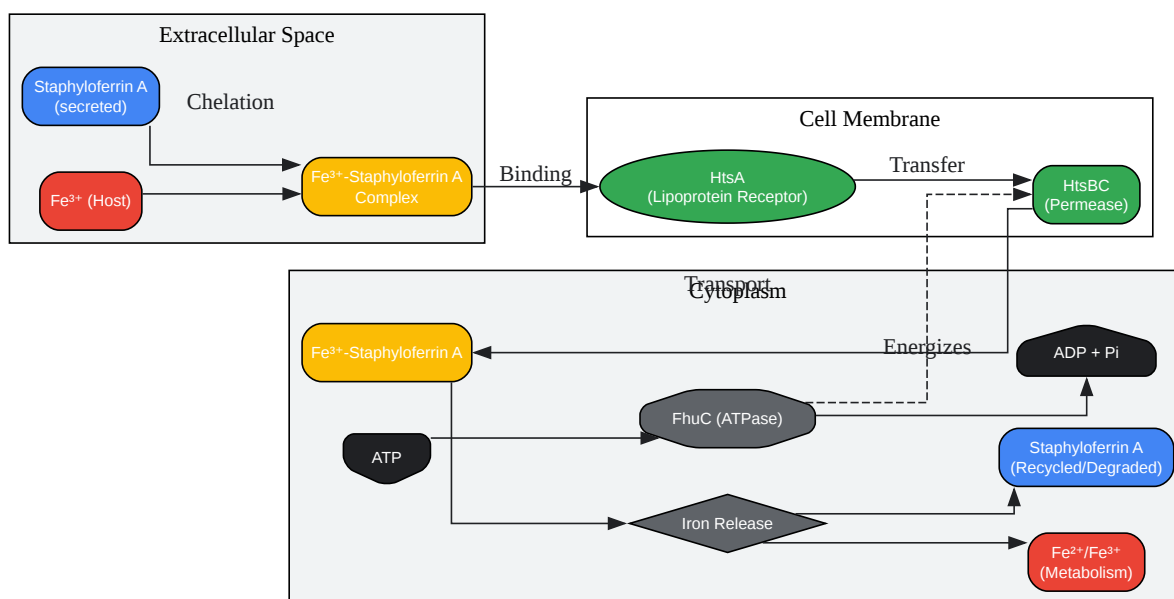 Extracellular Space
Staphyloferrin A
(secreted)
Chelation
Fe³⁺ (Host)
Fe³⁺-Staphyloferrin A
Complex
Binding
Cell Membrane
HtsA
(Lipoprotein Receptor)
Transfer
HtsBC
(Permease)
Transport
Cytoplasm
Fe³⁺-Staphyloferrin A
Energizes
ADP + Pi
FhuC (ATPase)
ATP
Staphyloferrin A
(Recycled/Degraded)
Iron Release
Fe²⁺/Fe³⁺
(Metabolism)